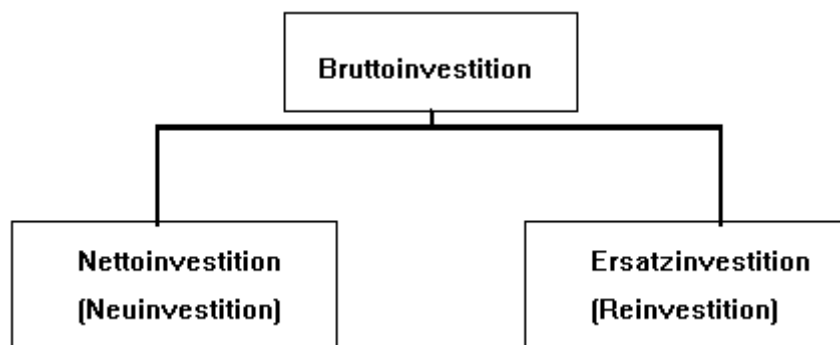 Bruttoinvestition
Nettoinvestition
(Neuinvestition)
Ersatzinvestition
(Reinvestition)